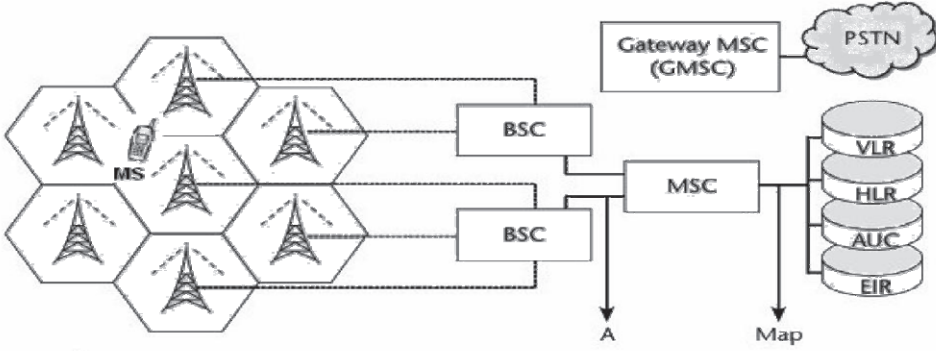 Gateway MSC
(GMSC)
PSTN
BSC
MS
MSC
BSC
VLR
HLR
AUC
EIR
A
Map